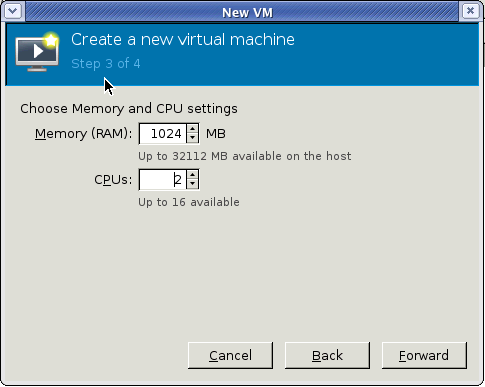 New VM
Create a new virtual machine
Step 3 of 4
Choose Memory and CPU settings
Memory (RAM): 1024 MB
Up to 32112 MB available on the host
CPUs: 2
Up to 16 available
Cancel Back Forward